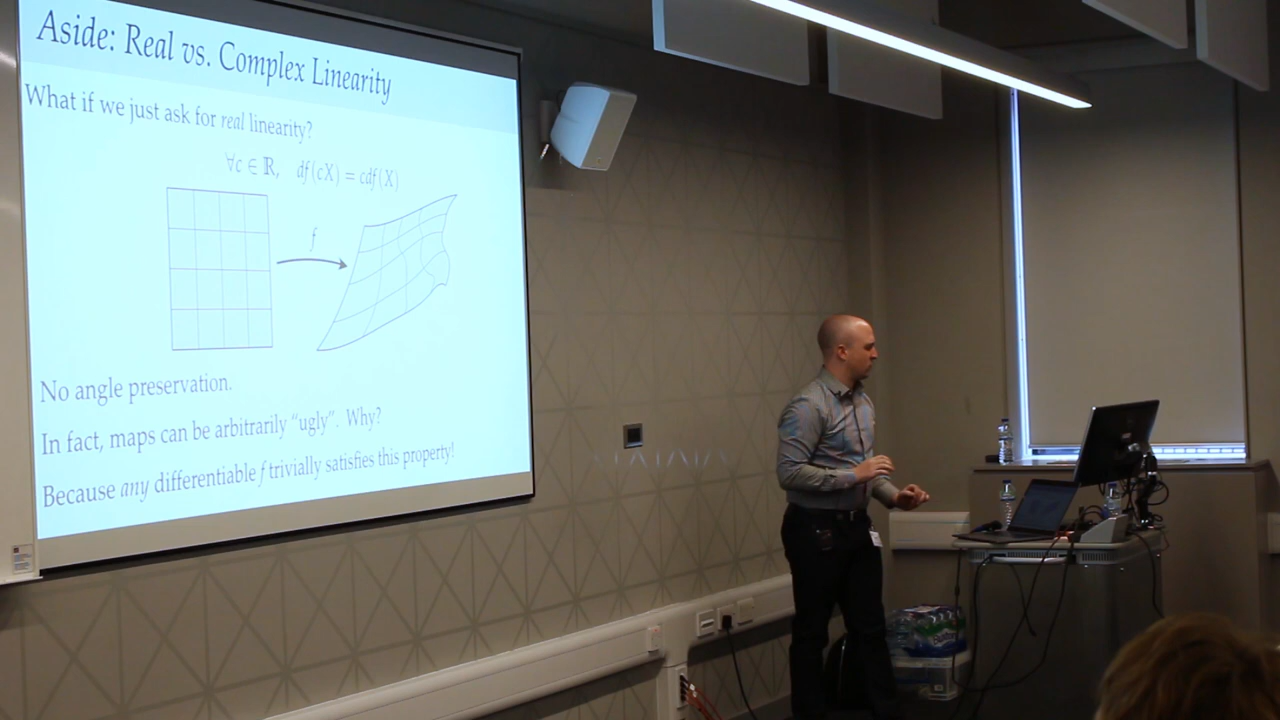 Aside: Real vs. Complex Linearity
What if we just ask for real linearity?
∀c ∈ ℝ, df(cX) = cdf(X)
f
No angle preservation.
In fact, maps can be arbitrarily “ugly”. Why?
Because any differentiable f trivially satisfies this property!